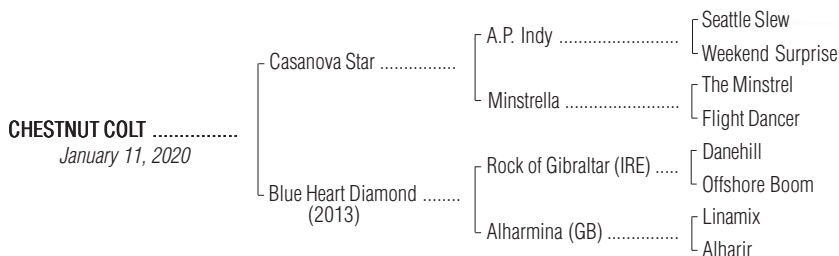 Seattle Slew
A.P. Indy ..........................
Weekend Surprise
Casanova Star ................
The Minstrel
Minstrella .........................
Flight Dancer
CHESTNUT COLT .................
January 11, 2020
Danehill
Rock of Gibraltar (IRE) .....
Offshore Boom
Blue Heart Diamond ........
(2013)
Linamix
Alharmina (GB) ...............
Alharir